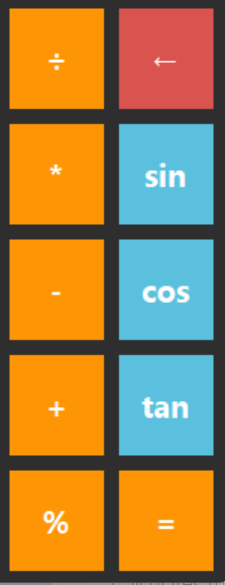 ÷ ←
* sin
- cos
+ tan
% =